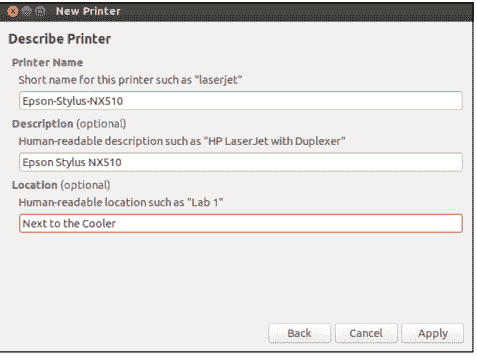 New Printer
Describe Printer
Printer Name
Short name for this printer such as "laserjet"
Epson-Stylus-NX510
Description (optional)
Human-readable description such as "HP LaserJet with Duplexer"
Epson Stylus NX510
Location (optional)
Human-readable location such as "Lab 1"
Next to the Cooler
Back Cancel Apply